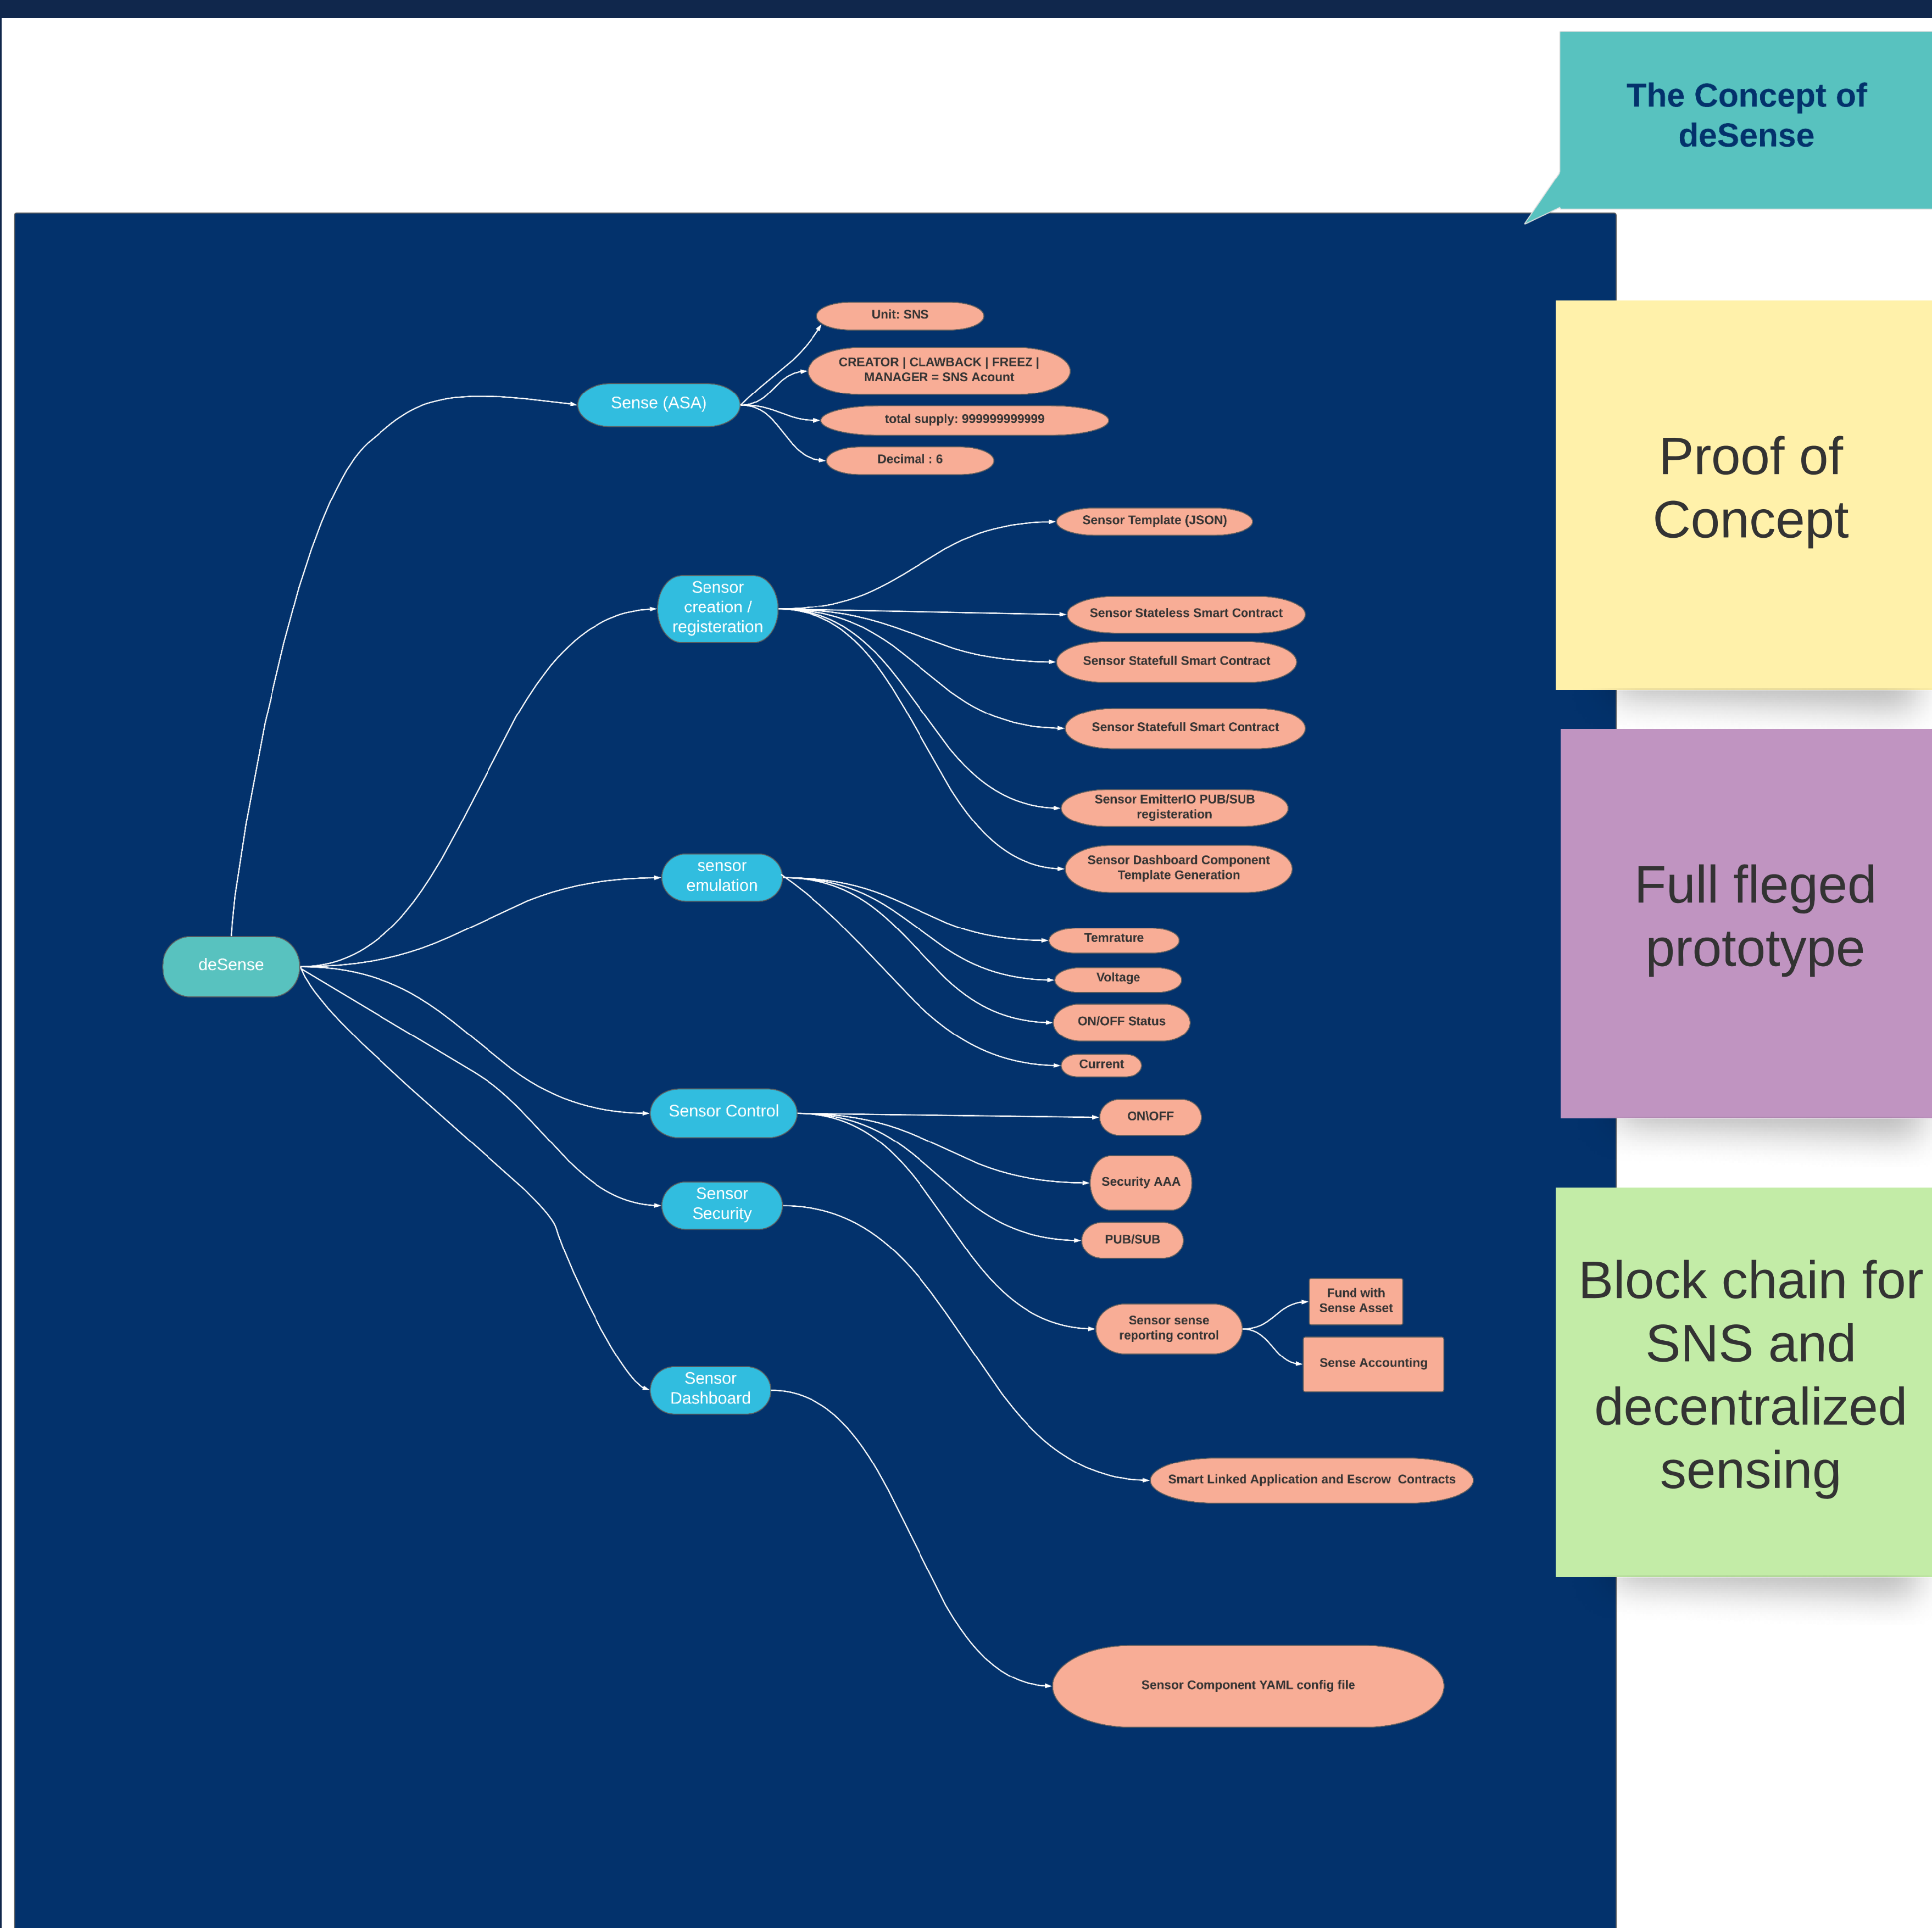 The Concept of
deSense
Unit: SNS
CREATOR | CLAWBACK | FREEZ |
MANAGER = SNS Acount
Sense (ASA)
total supply: 999999999999
Decimal : 6
Proof of
Concept
Sensor Template (JSON)
Sensor
creation /
registeration
Sensor Stateless Smart Contract
Sensor Statefull Smart Contract
Sensor Statefull Smart Contract
Sensor EmitterIO PUB/SUB
registeration
Sensor Dashboard Component
Template Generation
sensor
emulation
Full fleged
prototype
Temrature
Voltage
ON/OFF Status
Current
deSense
Sensor Control
ON\OFF
Security AAA
PUB/SUB
Sensor
Security
Sensor sense
reporting control
Fund with
Sense Asset
Sense Accounting
Block chain for
SNS and
decentralized
sensing
Sensor
Dashboard
Smart Linked Application and Escrow  Contracts
Sensor Component YAML config file